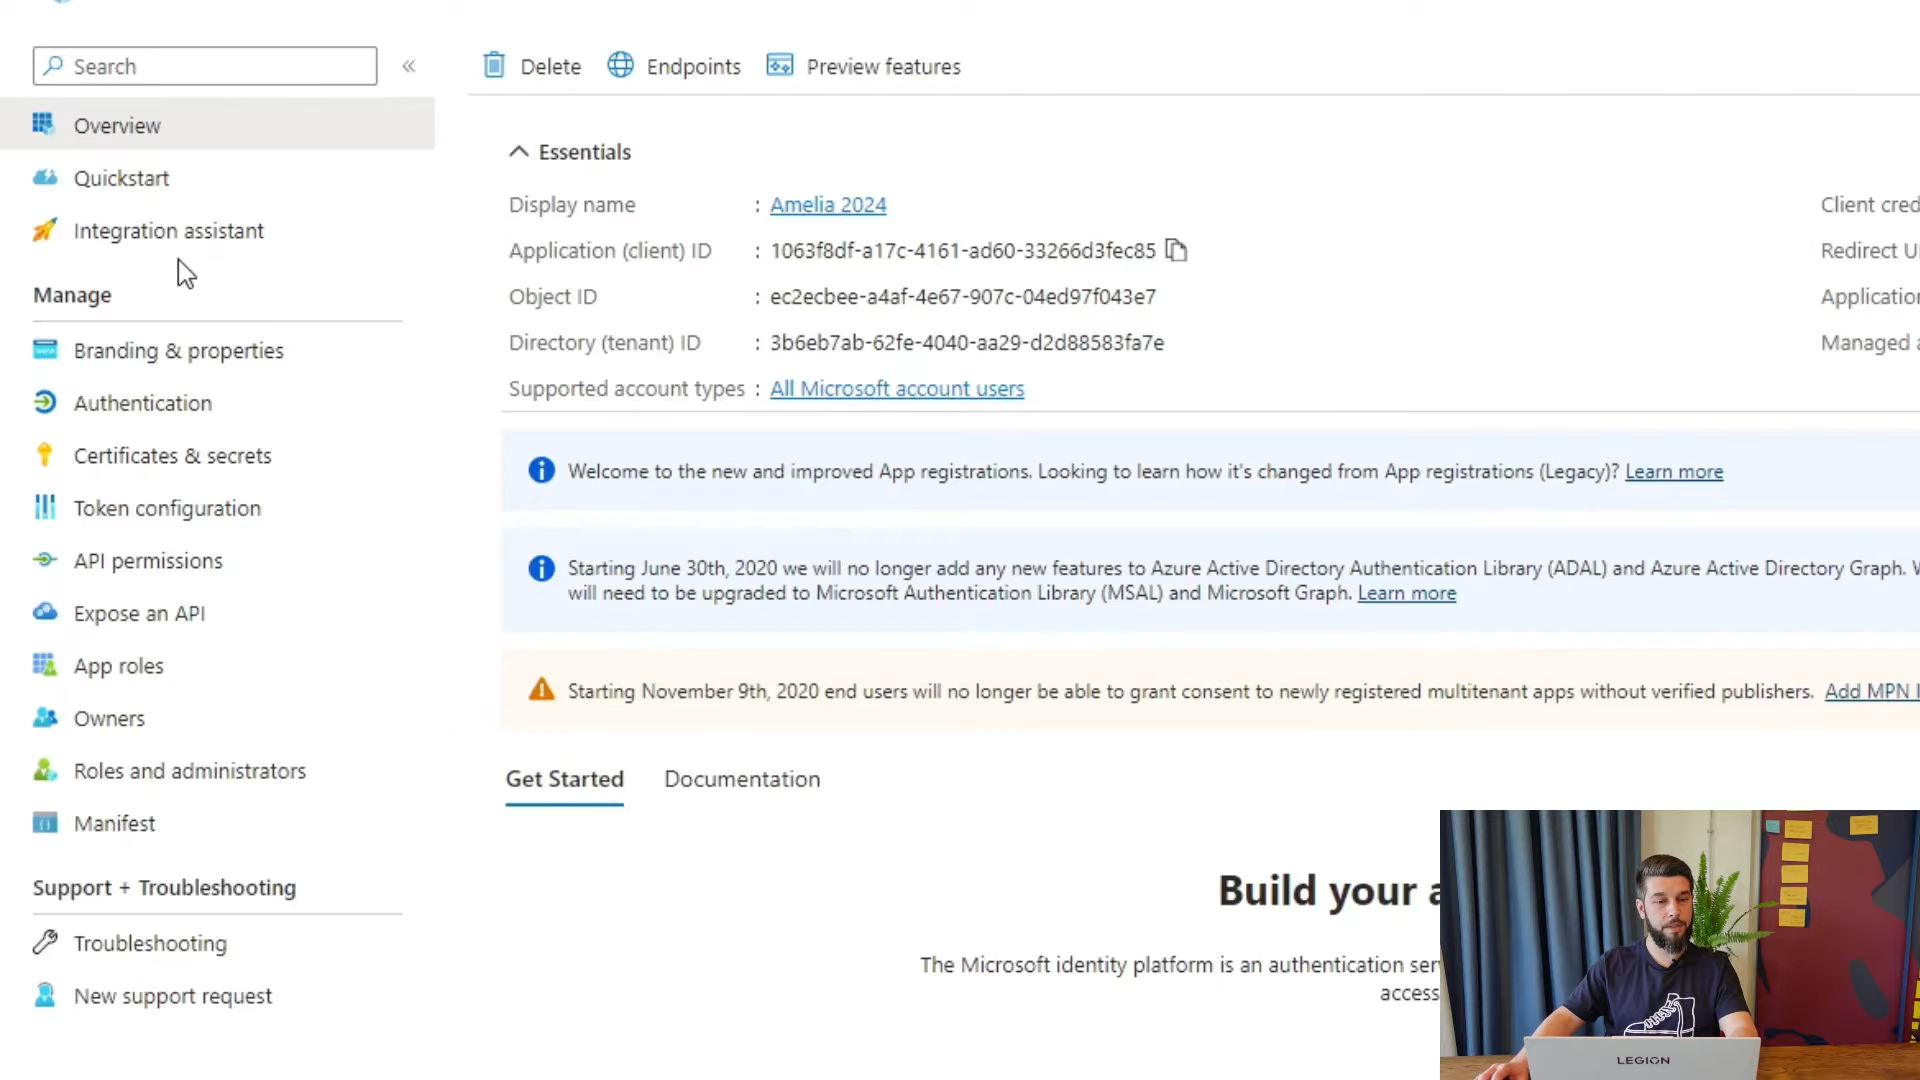 Search
«
Delete
Endpoints
Preview features
Overview
Quickstart
Integration assistant
Manage
Branding & properties
Authentication
Certificates & secrets
Token configuration
API permissions
Expose an API
App roles
Owners
Roles and administrators
Manifest
Support + Troubleshooting
Troubleshooting
New support request
Essentials
Display name : Amelia 2024
Application (client) ID : 1063f8df-a17c-4161-ad60-33266d3fec85
Object ID : ec2ecbee-a4af-4e67-907c-04ed97f043e7
Directory (tenant) ID : 3b6eb7ab-62fe-4040-aa29-d2d88583fa7e
Supported account types : All Microsoft account users
Client cred
Redirect U
Applicatio
Managed a
Welcome to the new and improved App registrations. Looking to learn how it's changed from App registrations (Legacy)? Learn more
Starting June 30th, 2020 we will no longer add any new features to Azure Active Directory Authentication Library (ADAL) and Azure Active Directory Graph. W
will need to be upgraded to Microsoft Authentication Library (MSAL) and Microsoft Graph. Learn more
Starting November 9th, 2020 end users will no longer be able to grant consent to newly registered multitenant apps without verified publishers. Add MPN I
Get Started
Documentation
Build your a
The Microsoft identity platform is an authentication ser
access
LEGION